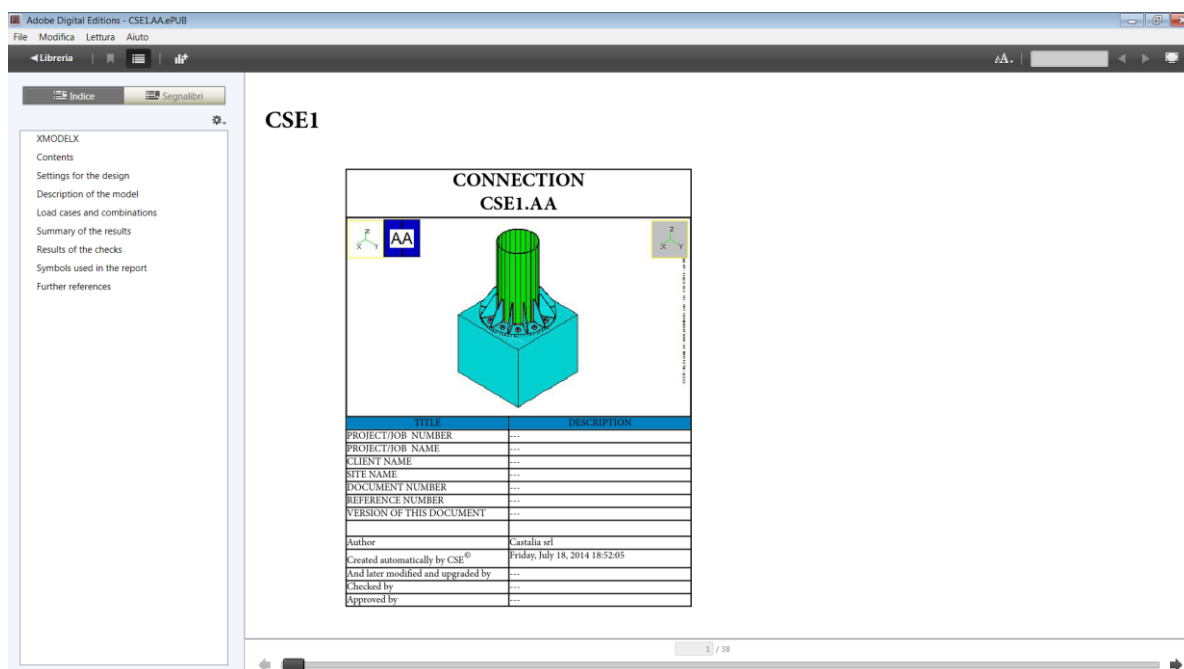 Adobe Digital Editions - CSE1.AA.ePUB
File Modifica Lettura Aiuto
Libreria
AA
Indice Segnalibri
XMODELX
Contents
Settings for the design
Description of the model
Load cases and combinations
Summary of the results
Results of the checks
Symbols used in the report
Further references
CSE1
CONNECTION
CSE1.AA
Z X Y AA Z X Y
TITLE DESCRIPTION
PROJECT/JOB NUMBER ---
PROJECT/JOB NAME ---
CLIENT NAME ---
SITE NAME ---
DOCUMENT NUMBER ---
REFERENCE NUMBER ---
VERSION OF THIS DOCUMENT ---
Author Castalia srl
Created automatically by CSE© Friday, July 18, 2014 18:52:05
And later modified and upgraded by ---
Checked by ---
Approved by ---
1 / 38